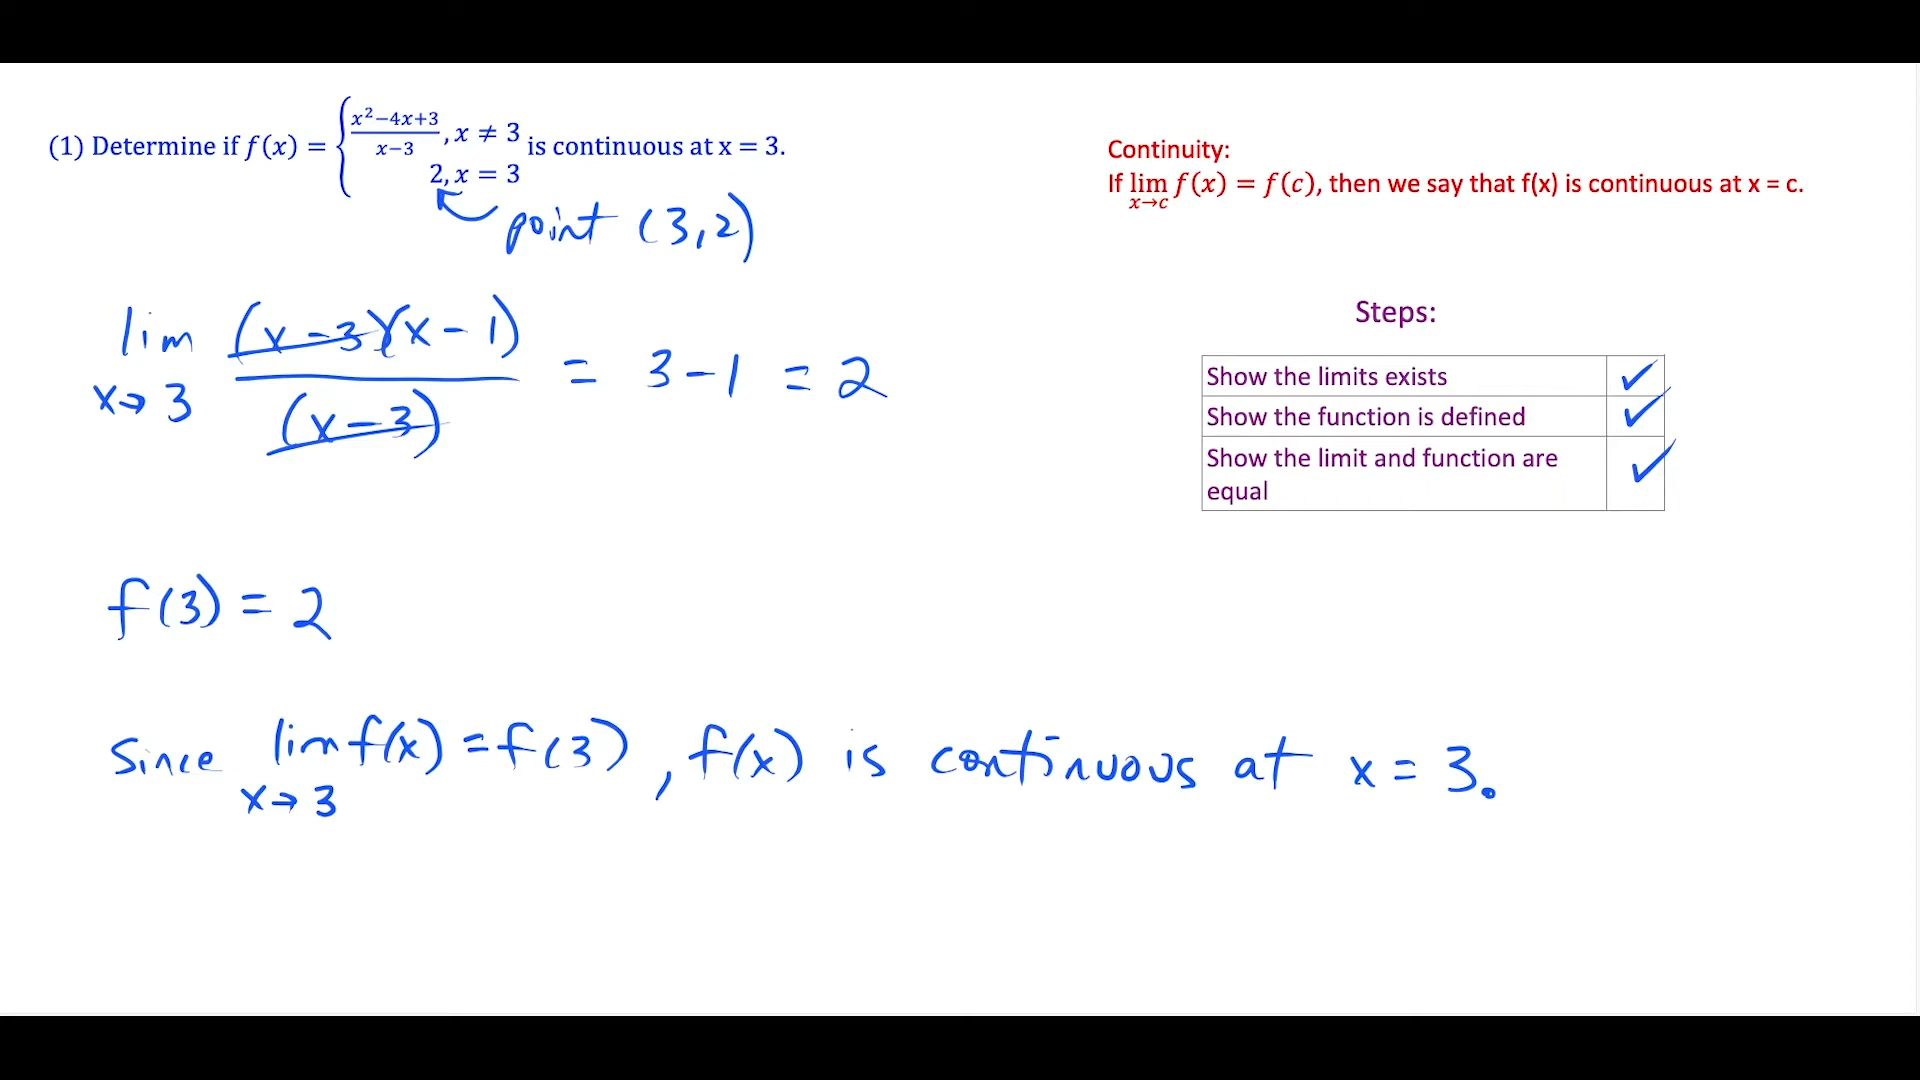 (1) Determine if f(x) = { x²−4x+3 / x−3 , x ≠ 3
2, x = 3 is continuous at x = 3.
point (3,2)
lim x→3 (x−3)(x−1) / (x−3) = 3−1 = 2
f(3) = 2
Since lim x→3 f(x) = f(3), f(x) is continuous at x = 3.
Continuity:
If lim x→c f(x) = f(c), then we say that f(x) is continuous at x = c.
Steps:
Show the limits exists ✓
Show the function is defined ✓
Show the limit and function are
equal ✓